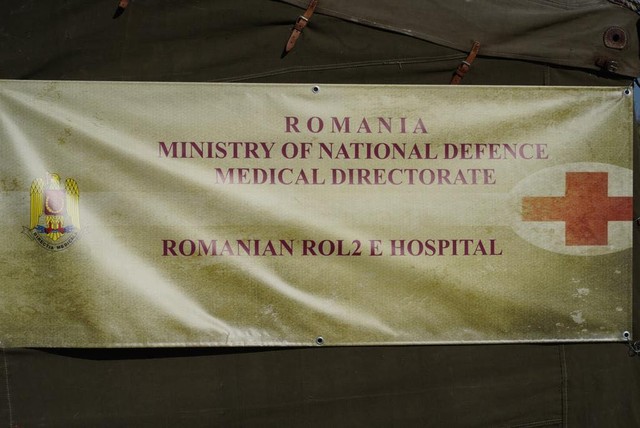 ROMANIA
MINISTRY OF NATIONAL DEFENCE
MEDICAL DIRECTORATE
ROMANIAN ROL2 E HOSPITAL